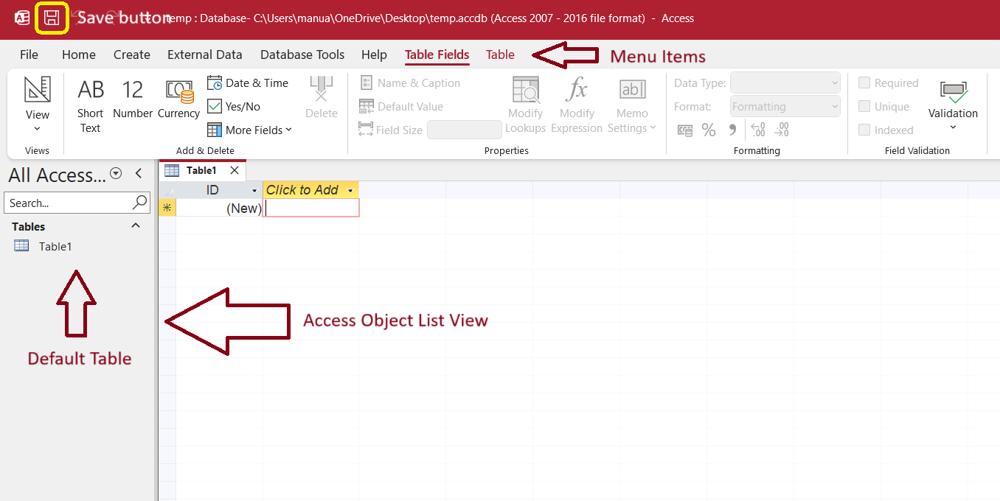 Save button temp : Database- C:\Users\manua\OneDrive\Desktop\temp.accdb (Access 2007 - 2016 file format) - Access
File Home Create External Data Database Tools Help Table Fields Table Menu Items
View
Views
AB
Short Text
12
Number
Currency
Date & Time
Yes/No
More Fields
Delete
Add & Delete
Name & Caption
Default Value
Field Size
Modify Lookups
fx
Modify Expression
ab
Memo Settings
Properties
Data Type:
Format: Formatting
% 9 .00 .00
.0
Formatting
Required
Unique
Indexed
Validation
Field Validation
All Access...
Search...
Tables
Table1
Default Table
Table1
ID Click to Add
(New)
Access Object List View